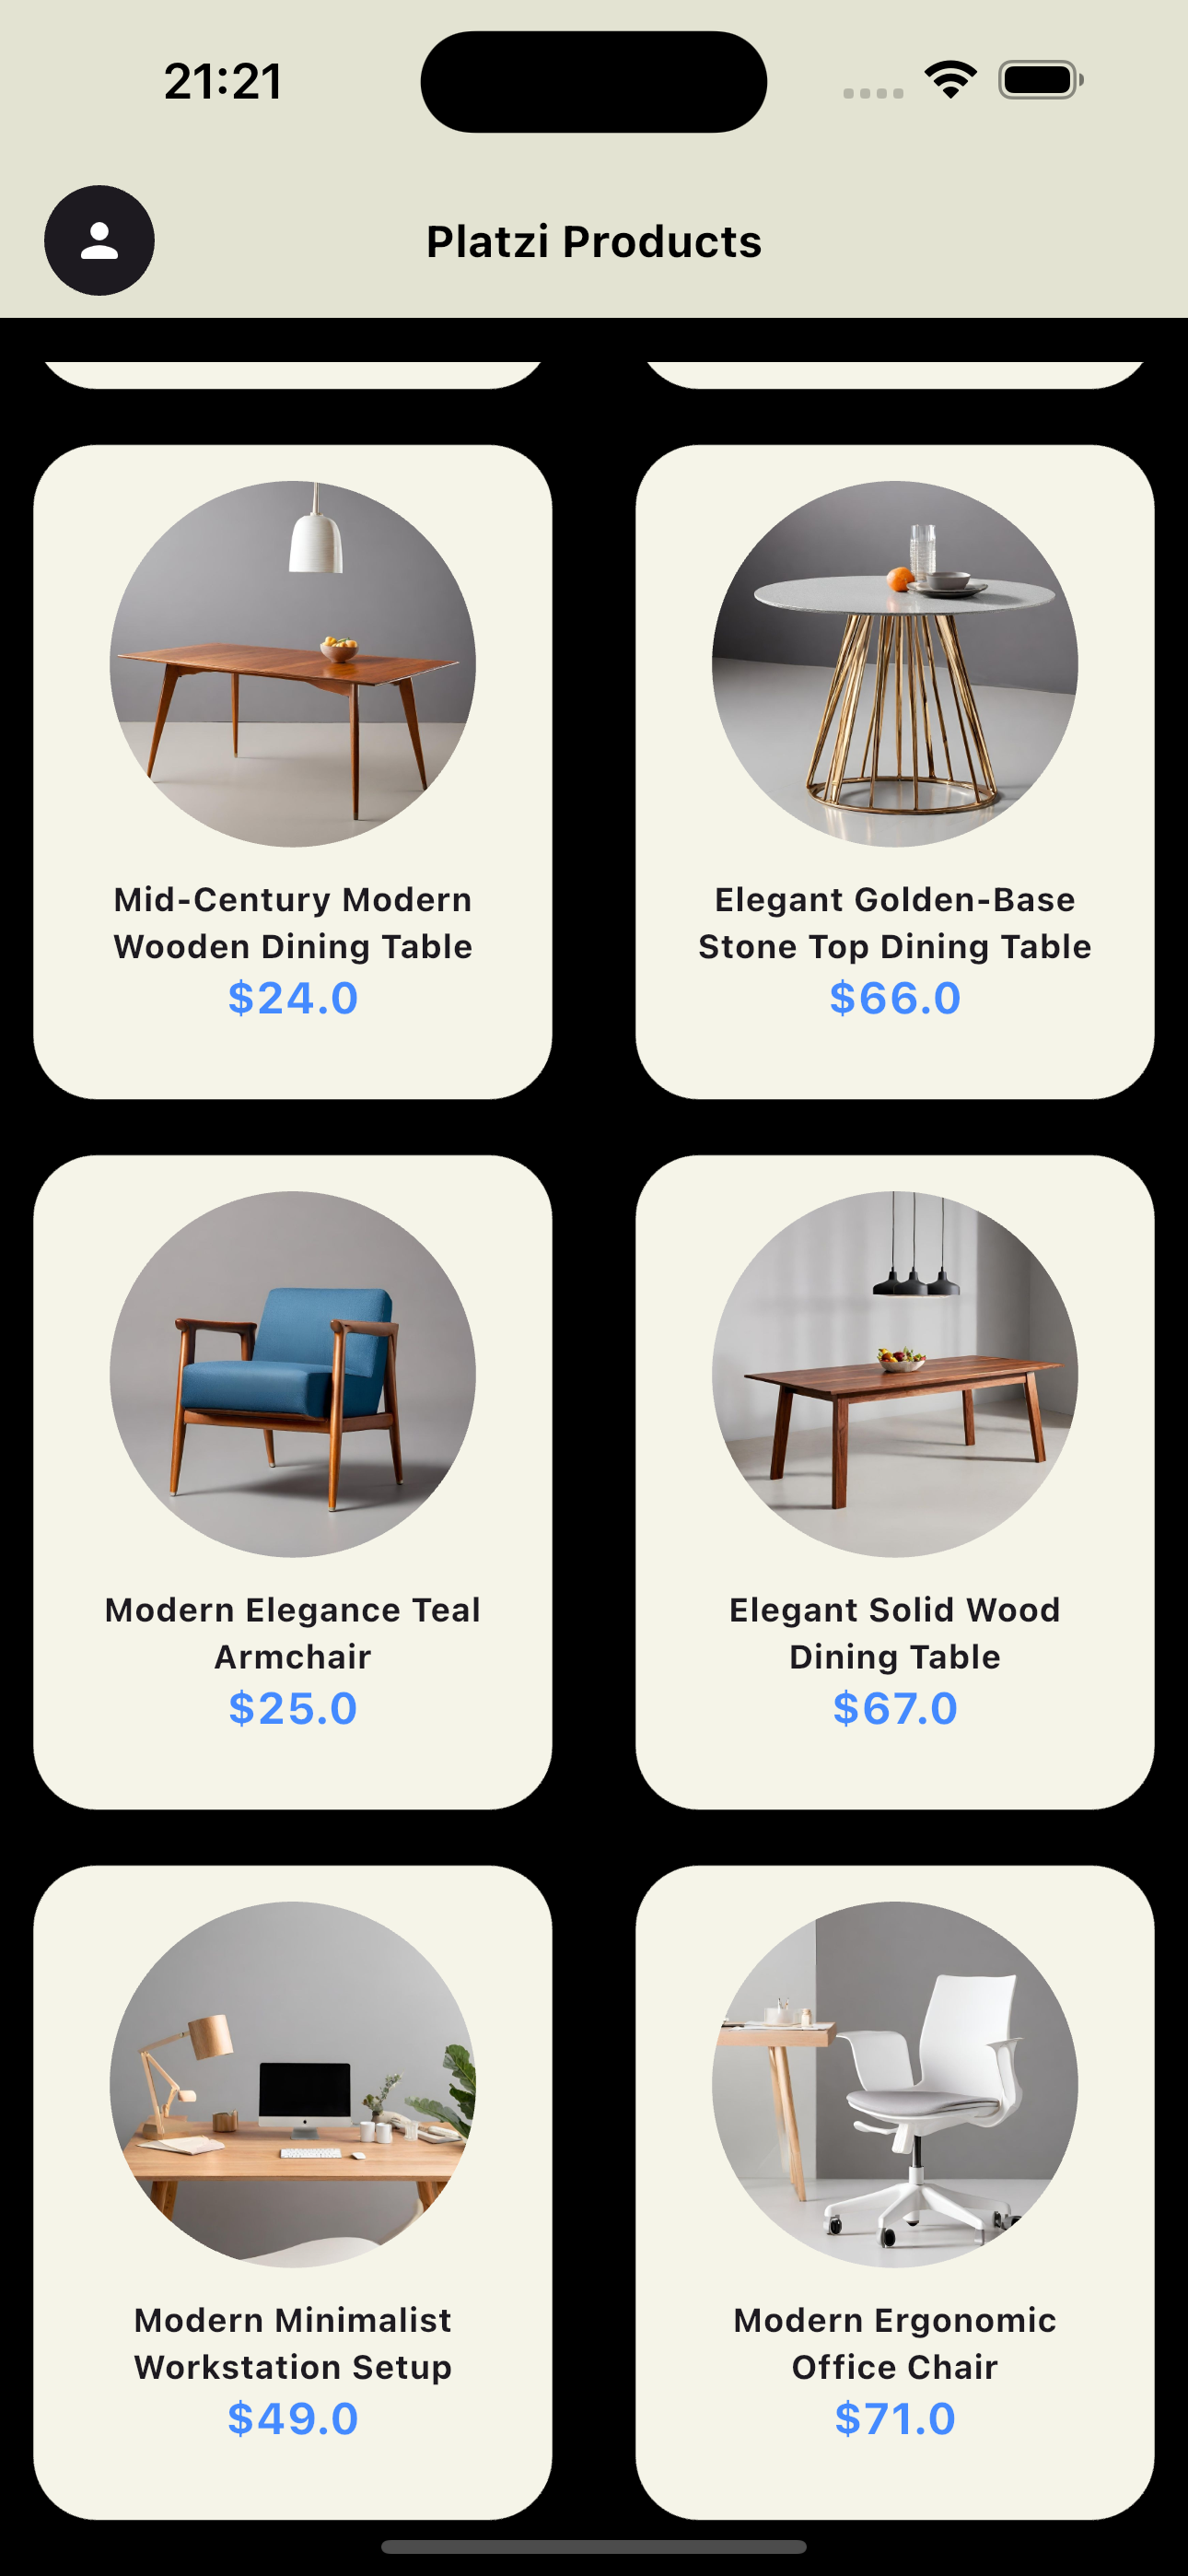 21:21
Platzi Products
Mid-Century Modern
Wooden Dining Table
$24.0
Elegant Golden-Base
Stone Top Dining Table
$66.0
Modern Elegance Teal
Armchair
$25.0
Elegant Solid Wood
Dining Table
$67.0
Modern Minimalist
Workstation Setup
$49.0
Modern Ergonomic
Office Chair
$71.0